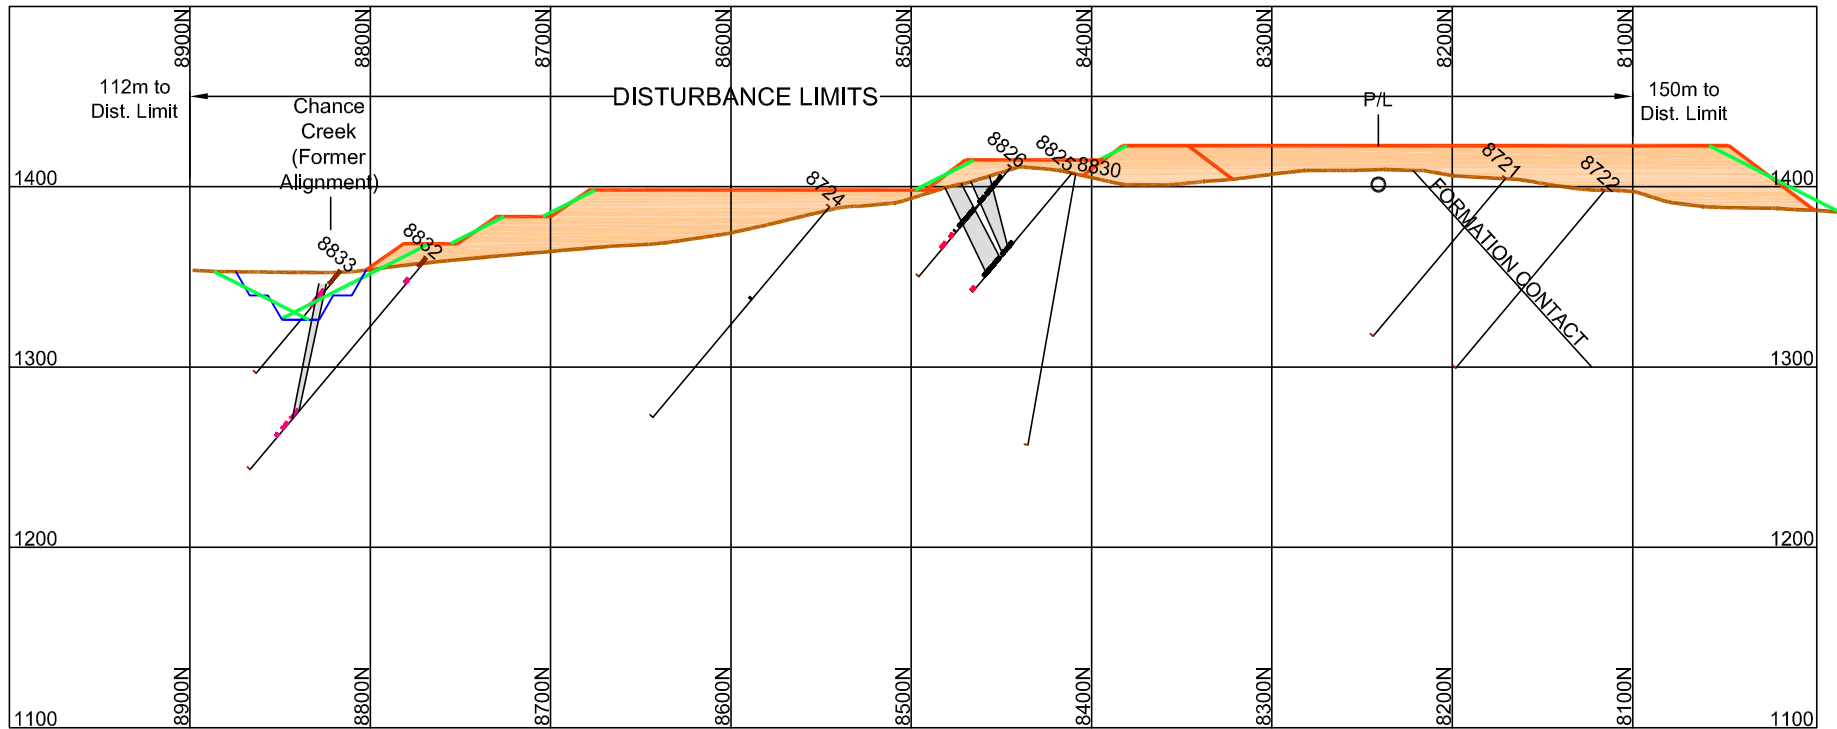 8900N
8800N
8700N
8600N
8500N
8400N
8300N
8200N
8100N
112m to
Dist. Limit
DISTURBANCE LIMITS
150m to
Dist. Limit
Chance
Creek
(Former
Alignment)
P/L
8833
8832
8724
8826
8825
8830
8721
8722
FORMATION CONTACT
1400
1400
1300
1300
1200
1200
1100
1100
8900N
8800N
8700N
8600N
8500N
8400N
8300N
8200N
8100N